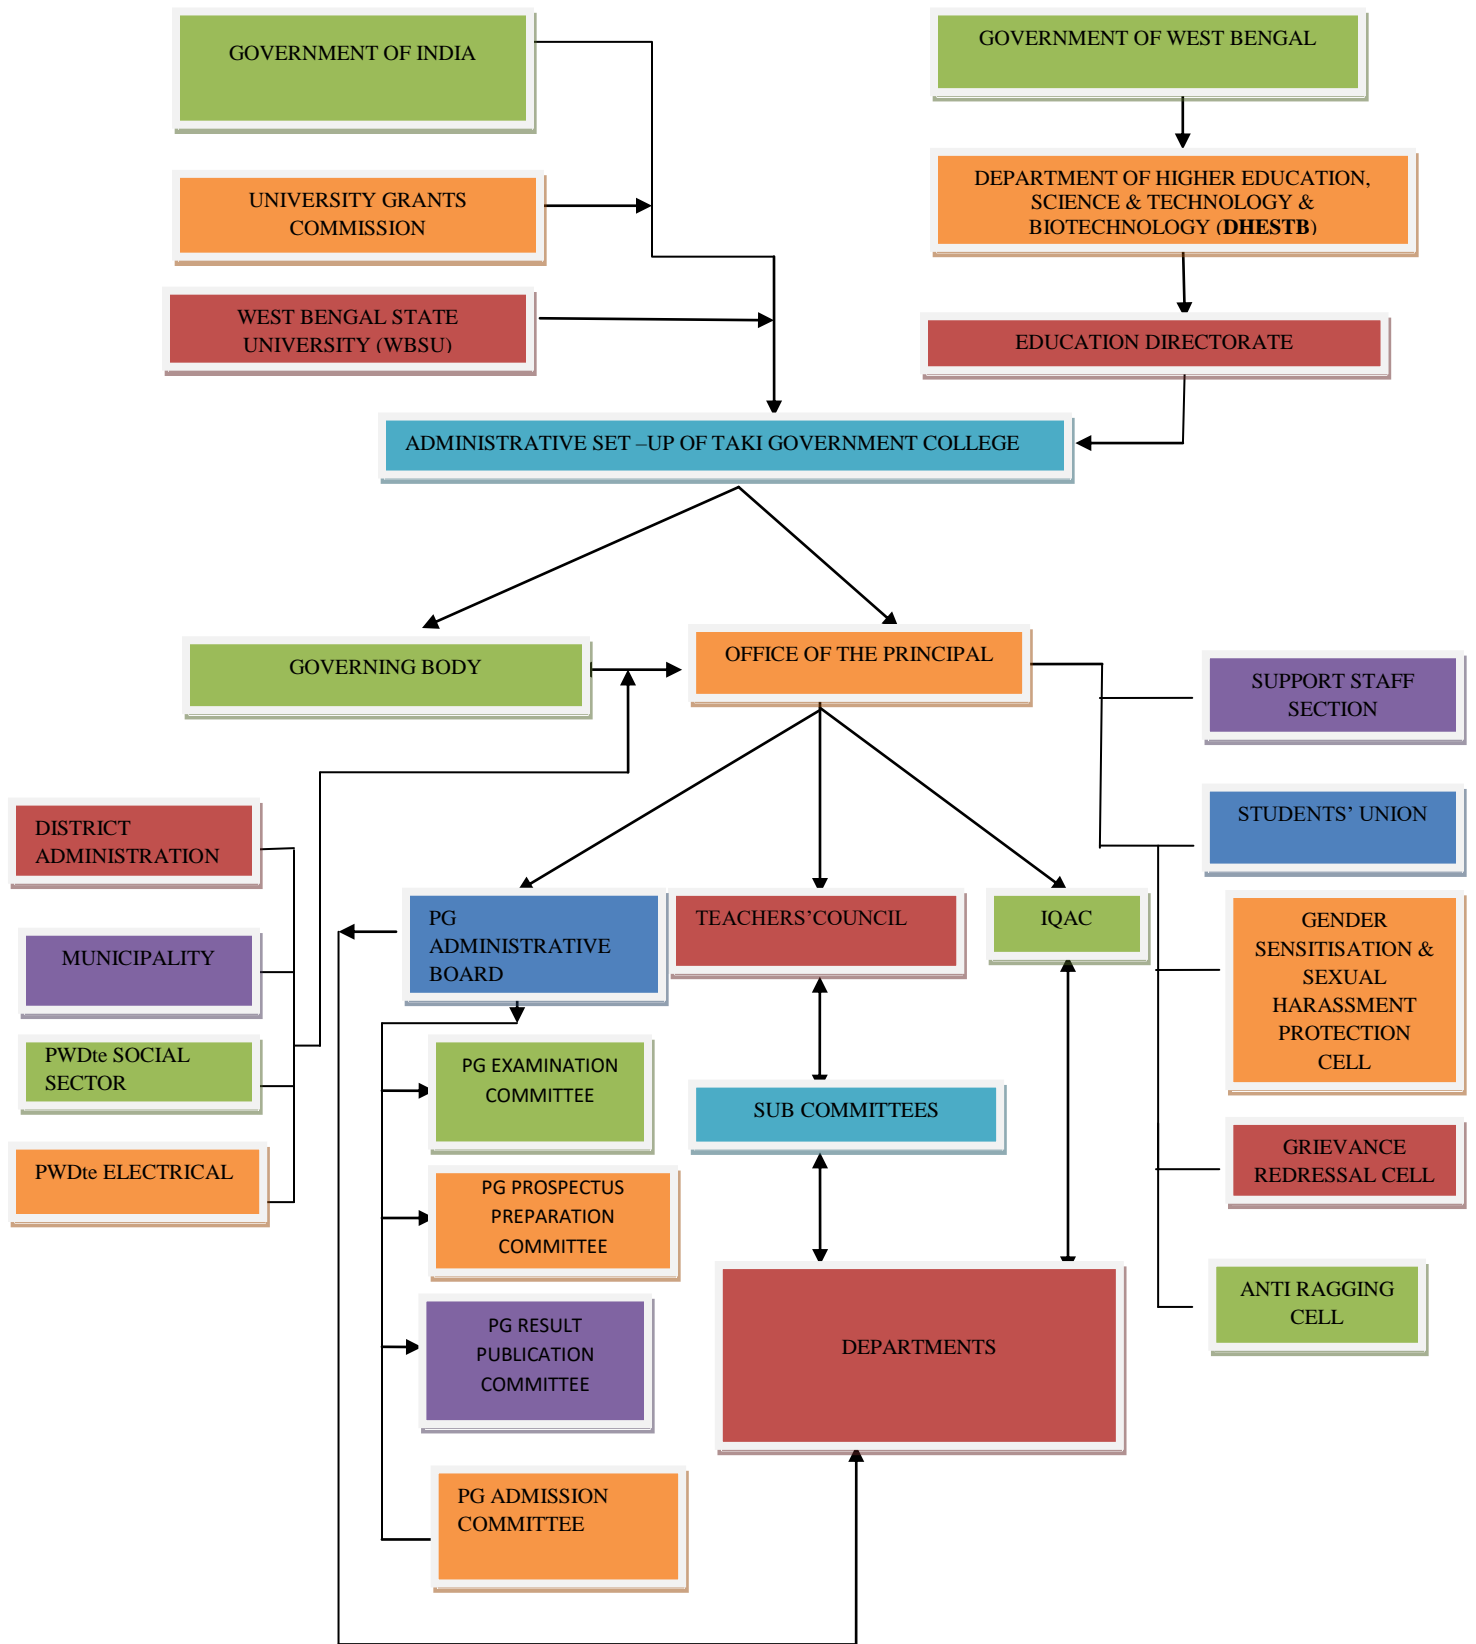 GOVERNMENT OF INDIA
GOVERNMENT OF WEST BENGAL
UNIVERSITY GRANTS
COMMISSION
DEPARTMENT OF HIGHER EDUCATION,
SCIENCE & TECHNOLOGY &
BIOTECHNOLOGY (DHESTB)
WEST BENGAL STATE
UNIVERSITY (WBSU)
EDUCATION DIRECTORATE
ADMINISTRATIVE SET –UP OF TAKI GOVERNMENT COLLEGE
GOVERNING BODY
OFFICE OF THE PRINCIPAL
SUPPORT STAFF
SECTION
DISTRICT
ADMINISTRATION
STUDENTS’ UNION
MUNICIPALITY
PG
ADMINISTRATIVE
BOARD
TEACHERS’COUNCIL
IQAC
GENDER
SENSITISATION &
SEXUAL
HARASSMENT
PROTECTION
CELL
PWDte SOCIAL
SECTOR
PG EXAMINATION
COMMITTEE
SUB COMMITTEES
GRIEVANCE
REDRESSAL CELL
PWDte ELECTRICAL
PG PROSPECTUS
PREPARATION
COMMITTEE
ANTI RAGGING
CELL
PG RESULT
PUBLICATION
COMMITTEE
DEPARTMENTS
PG ADMISSION
COMMITTEE